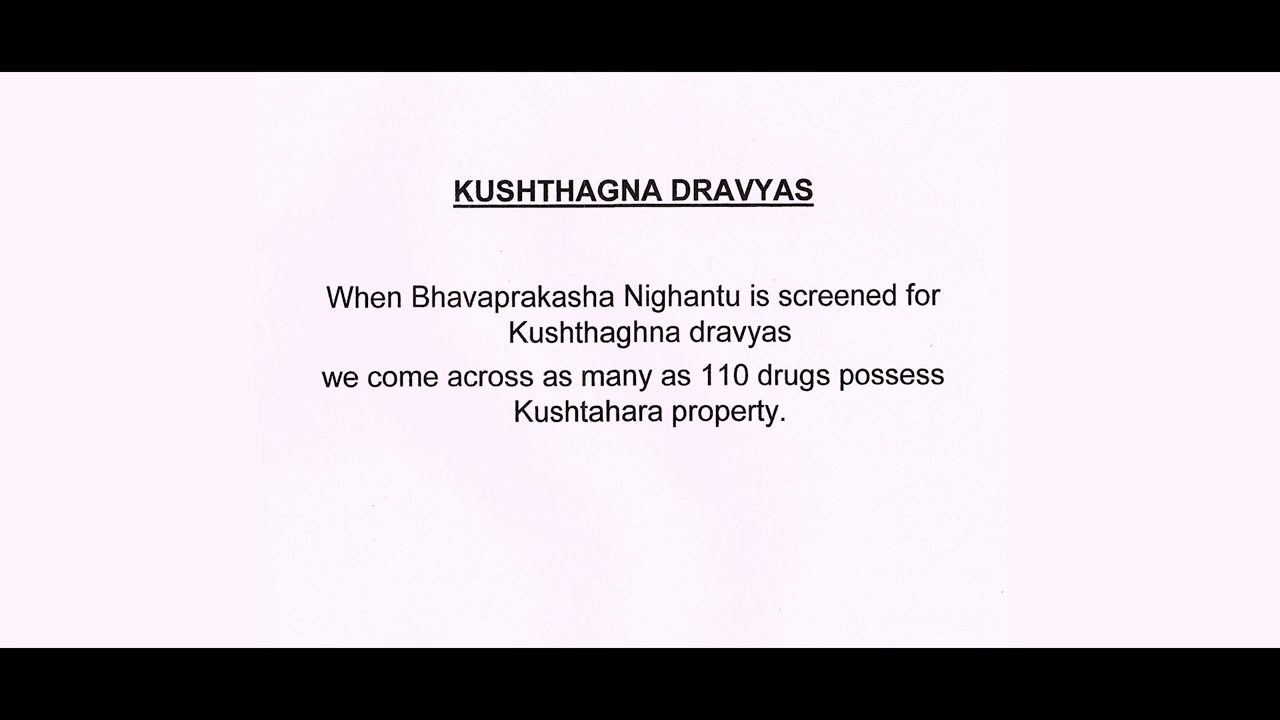 KUSHTHAGNA DRAVYAS
When Bhavaprakasha Nighantu is screened for
Kushthaghna dravyas
we come across as many as 110 drugs possess
Kushtahara property.